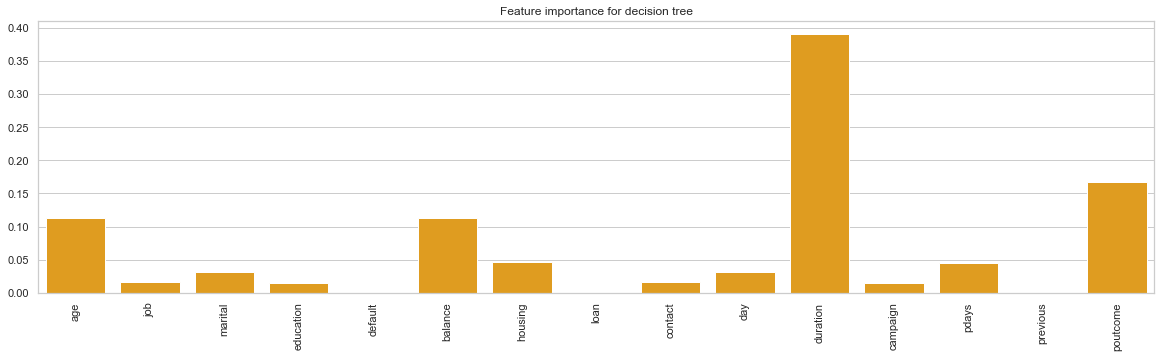 Feature importance for decision tree
0.40
0.35
0.30
0.25
0.20
0.15
0.10
0.05
0.00
age
job
marital
education
default
balance
housing
loan
contact
day
duration
campaign
pdays
previous
poutcome